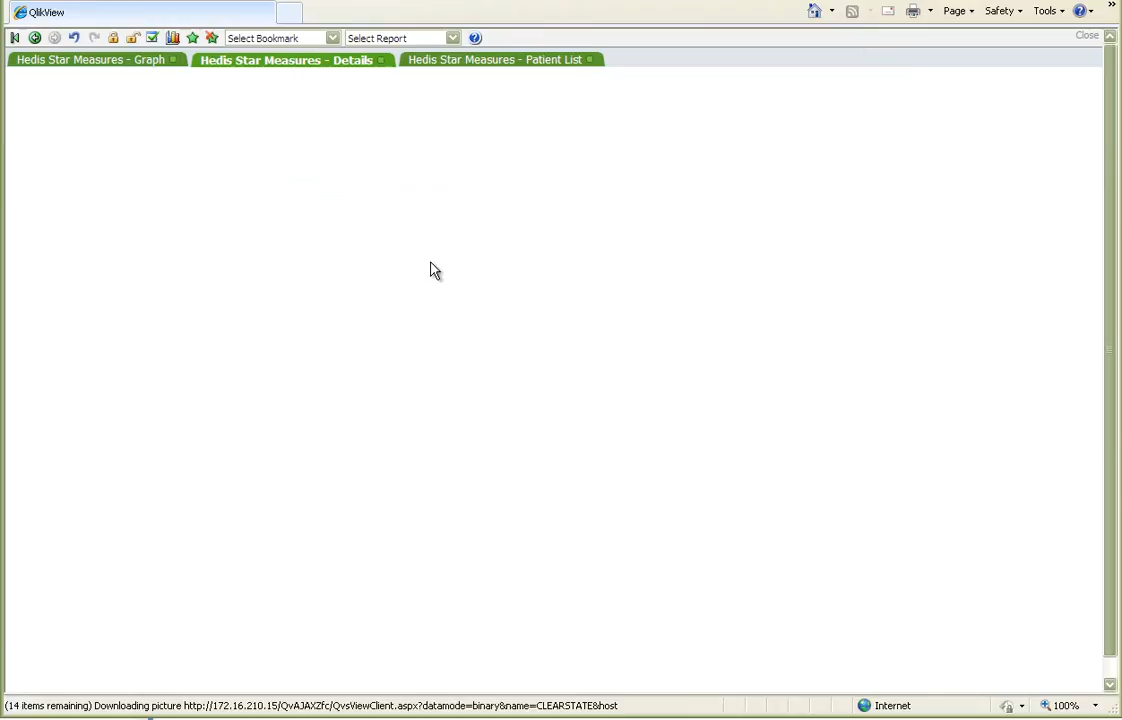 QlikView
Page
Safety
Tools
Select Bookmark
Select Report
Close
Hedis Star Measures - Graph
Hedis Star Measures - Details
Hedis Star Measures - Patient List
(14 items remaining) Downloading picture http://172.16.210.15/QvAJAXZfc/QvsViewClient.aspx?datamode=binary&name=CLEARSTATE&host
Internet
100%